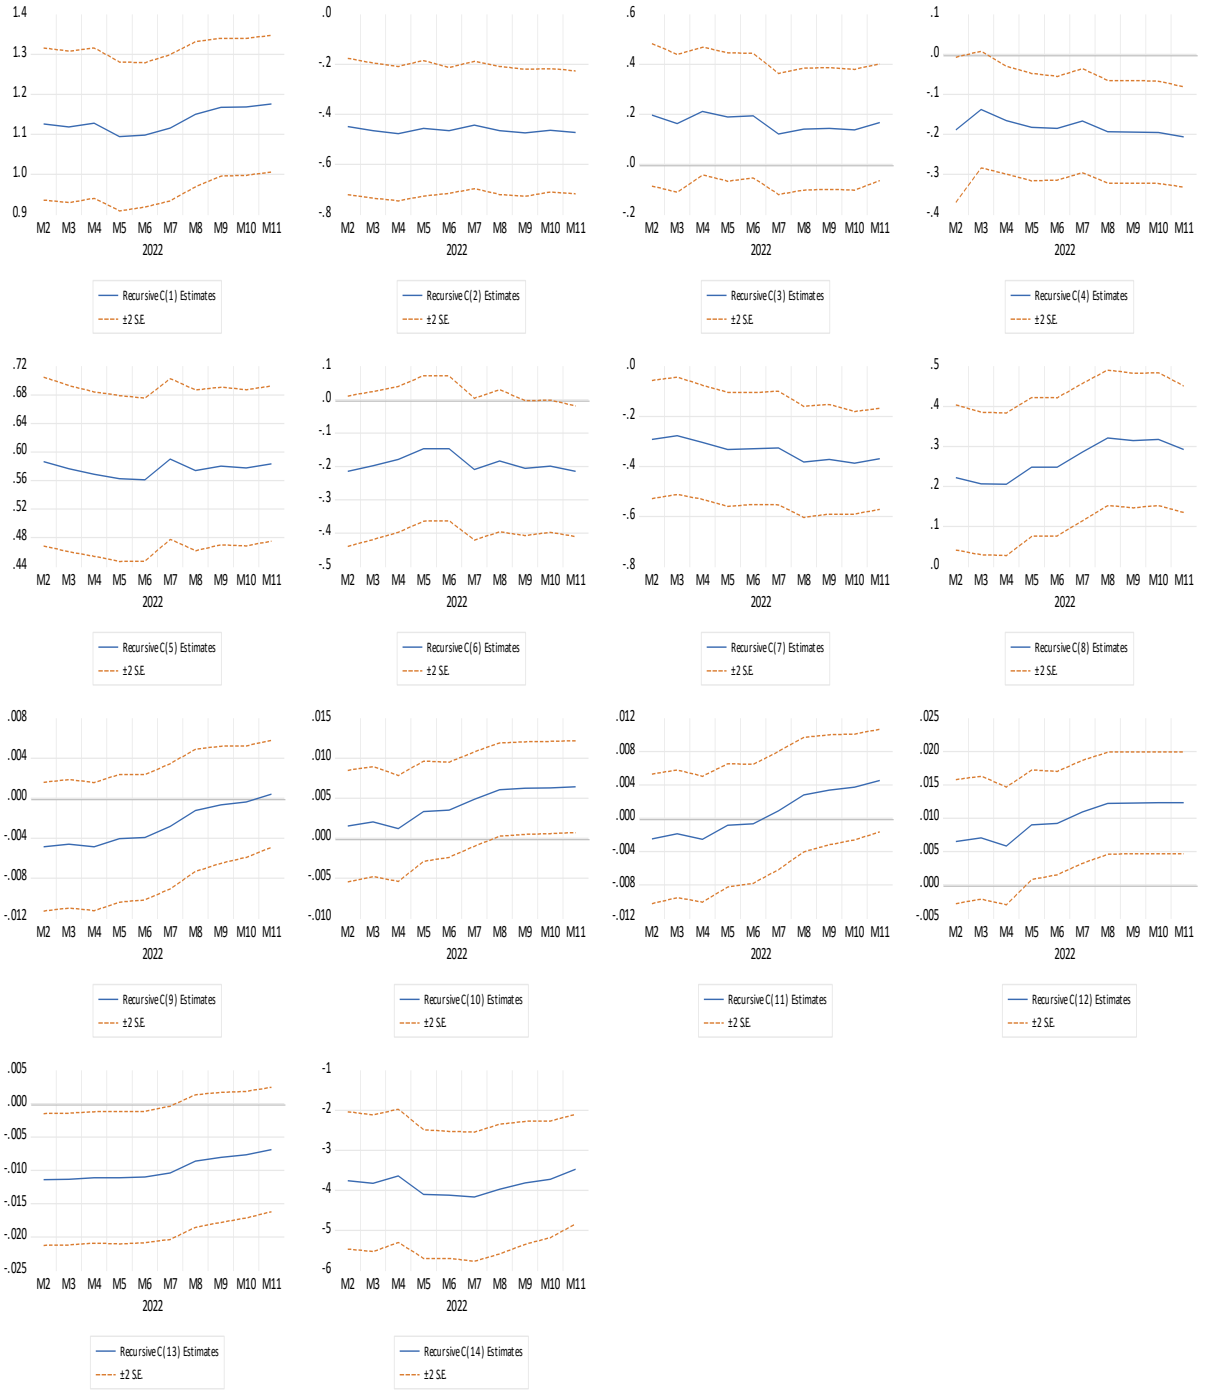 1.4
1.3
1.2
1.1
1.0
0.9
M2 M3 M4 M5 M6 M7 M8 M9 M10 M11
2022
Recursive C(1) Estimates
±2 S.E.
.0
-.2
-.4
-.6
-.8
M2 M3 M4 M5 M6 M7 M8 M9 M10 M11
2022
Recursive C(2) Estimates
±2 S.E.
.6
.4
.2
.0
-.2
M2 M3 M4 M5 M6 M7 M8 M9 M10 M11
2022
Recursive C(3) Estimates
±2 S.E.
.1
.0
-.1
-.2
-.3
-.4
M2 M3 M4 M5 M6 M7 M8 M9 M10 M11
2022
Recursive C(4) Estimates
±2 S.E.
.72
.68
.64
.60
.56
.52
.48
.44
M2 M3 M4 M5 M6 M7 M8 M9 M10 M11
2022
Recursive C(5) Estimates
±2 S.E.
.1
.0
-.1
-.2
-.3
-.4
-.5
M2 M3 M4 M5 M6 M7 M8 M9 M10 M11
2022
Recursive C(6) Estimates
±2 S.E.
.0
-.2
-.4
-.6
-.8
M2 M3 M4 M5 M6 M7 M8 M9 M10 M11
2022
Recursive C(7) Estimates
±2 S.E.
.5
.4
.3
.2
.1
.0
M2 M3 M4 M5 M6 M7 M8 M9 M10 M11
2022
Recursive C(8) Estimates
±2 S.E.
.008
.004
.000
-.004
-.008
-.012
M2 M3 M4 M5 M6 M7 M8 M9 M10 M11
2022
Recursive C(9) Estimates
±2 S.E.
.015
.010
.005
.000
-.005
-.010
M2 M3 M4 M5 M6 M7 M8 M9 M10 M11
2022
Recursive C(10) Estimates
±2 S.E.
.012
.008
.004
.000
-.004
-.008
-.012
M2 M3 M4 M5 M6 M7 M8 M9 M10 M11
2022
Recursive C(11) Estimates
±2 S.E.
.025
.020
.015
.010
.005
.000
-.005
M2 M3 M4 M5 M6 M7 M8 M9 M10 M11
2022
Recursive C(12) Estimates
±2 S.E.
.005
.000
-.005
-.010
-.015
-.020
-.025
M2 M3 M4 M5 M6 M7 M8 M9 M10 M11
2022
Recursive C(13) Estimates
±2 S.E.
-1
-2
-3
-4
-5
-6
M2 M3 M4 M5 M6 M7 M8 M9 M10 M11
2022
Recursive C(14) Estimates
±2 S.E.